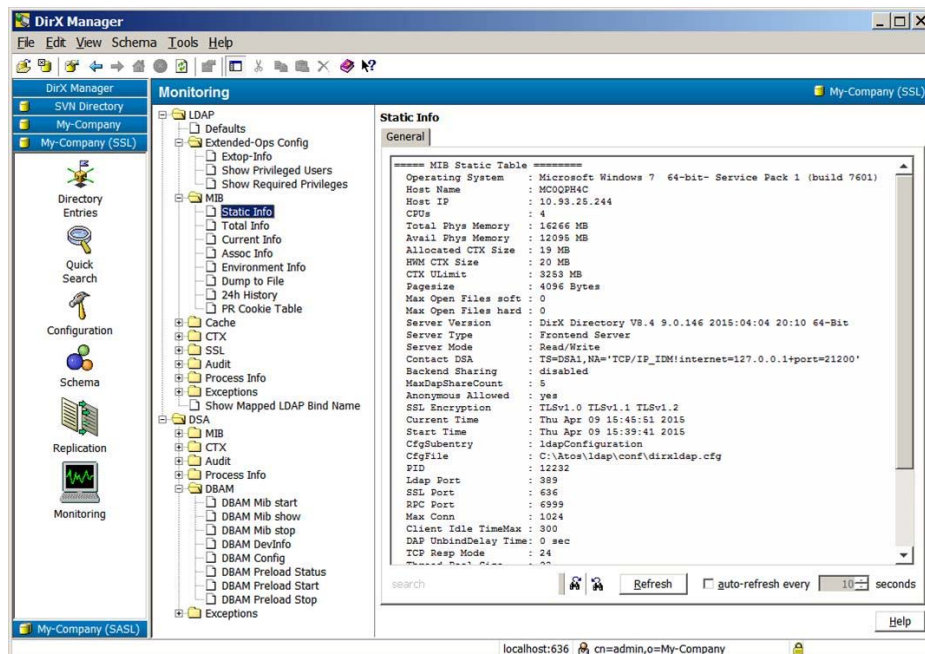 DirX Manager
File Edit View Schema Tools Help
DirX Manager
SVN Directory
My-Company
My-Company (SSL)
Directory
Entries
Quick
Search
Configuration
Schema
Replication
Monitoring
My-Company (SASL)
Monitoring
My-Company (SSL)
LDAP
Defaults
Extended-Ops Config
Extop-Info
Show Privileged Users
Show Required Privileges
MIB
Static Info
Total Info
Current Info
Assoc Info
Environment Info
Dump to File
24h History
PR Cookie Table
Cache
CTX
SSL
Audit
Process Info
Exceptions
Show Mapped LDAP Bind Name
DSA
MIB
CTX
Audit
Process Info
DBAM
DBAM Mib start
DBAM Mib show
DBAM Mib stop
DBAM DevInfo
DBAM Config
DBAM Preload Status
DBAM Preload Start
DBAM Preload Stop
Exceptions
Static Info
General
===== MIB Static Table ========
Operating System : Microsoft Windows 7 64-bit- Service Pack 1 (build 7601)
Host Name : MC0QPH4C
Host IP : 10.93.25.244
CPUs : 4
Total Phys Memory : 16266 MB
Avail Phys Memory : 12095 MB
Allocated CTX Size : 19 MB
HWM CTX Size : 20 MB
CTX ULimit : 3253 MB
Pagesize : 4096 Bytes
Max Open Files soft : 0
Max Open Files hard : 0
Server Version : DirX Directory V8.4 9.0.146 2015:04:04 20:10 64-Bit
Server Type : Frontend Server
Server Mode : Read/Write
Contact DSA : TS=DSA1,NA='TCP/IP_IDM!internet=127.0.0.1+port=21200'
Backend Sharing : disabled
MaxDapShareCount : 5
Anonymous Allowed : yes
SSL Encryption : TLSv1.0 TLSv1.1 TLSv1.2
Current Time : Thu Apr 09 15:45:51 2015
Start Time : Thu Apr 09 15:39:41 2015
CfgSubentry : ldapConfiguration
CfgFile : C:\Atos\ldap\conf\dirxldap.cfg
PID : 12232
Ldap Port : 389
SSL Port : 636
RPC Port : 6999
Max Conn : 1024
Client Idle TimeMax : 300
DAP UnbindDelay Time: 0 sec
TCP Resp Mode : 24
search
Refresh
auto-refresh every 10 seconds
Help
localhost:636 cn=admin,o=My-Company